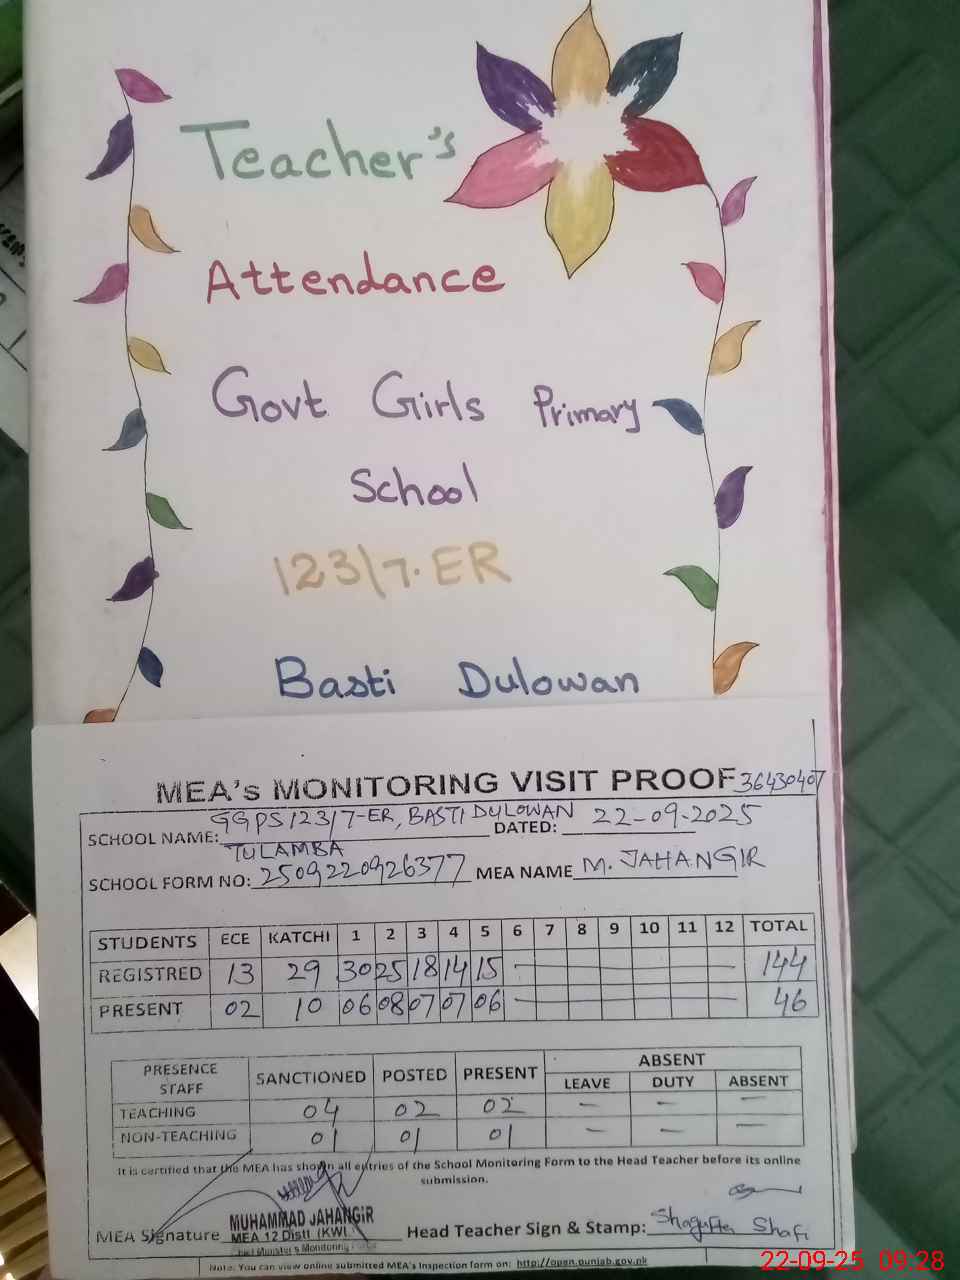 Teacher's
Attendance
Govt Girls Primary
School
123/7.ER
Basti Dulowan
MEA's MONITORING VISIT PROOF 36430407
SCHOOL NAME: GGPS 123/7-ER, BASTI DULOWAN DATED: 22-09-2025
TULAMBA
SCHOOL FORM NO: 2509220926377 MEA NAME M. JAHANGIR
STUDENTS ECE KATCHI 1 2 3 4 5 6 7 8 9 10 11 12 TOTAL
REGISTRED 13 29 30 25 18 14 15 144
PRESENT 02 10 06 08 07 07 06 46
PRESENCE STAFF SANCTIONED POSTED PRESENT ABSENT
LEAVE DUTY ABSENT
TEACHING 04 02 02 — — —
NON-TEACHING 01 01 01 — — —
It is certified that the MEA has shown all entries of the School Monitoring Form to the Head Teacher before its online
submission.
MEA Signature MUHAMMAD JAHANGIR Head Teacher Sign & Stamp: Shagufta Shafi
MEA 12 Distt (KWL)
Chief Minister's Monitoring Force
Note: You can view online submitted MEA's Inspection form on: http://open.punjab.gov.pk
22-09-25 09:28